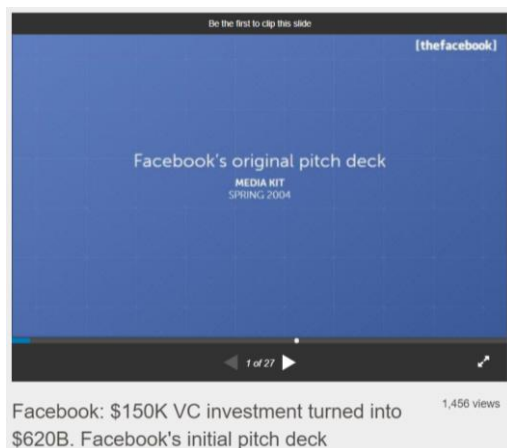 Be the first to clip this slide
[thefacebook]
Facebook's original pitch deck
MEDIA KIT
SPRING 2004
1 of 27
Facebook: $150K VC investment turned into
1,456 views
$620B. Facebook's initial pitch deck